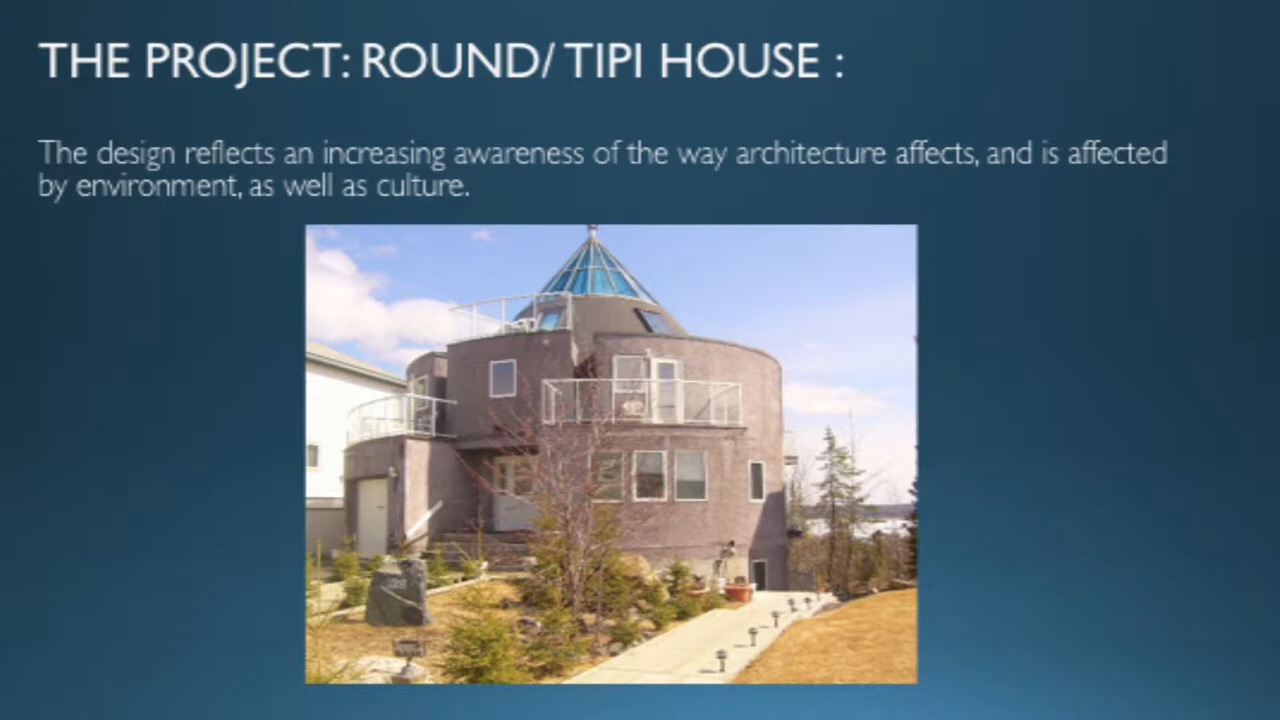 THE PROJECT: ROUND/ TIPI HOUSE :
The design reflects an increasing awareness of the way architecture affects, and is affected
by environment, as well as culture.